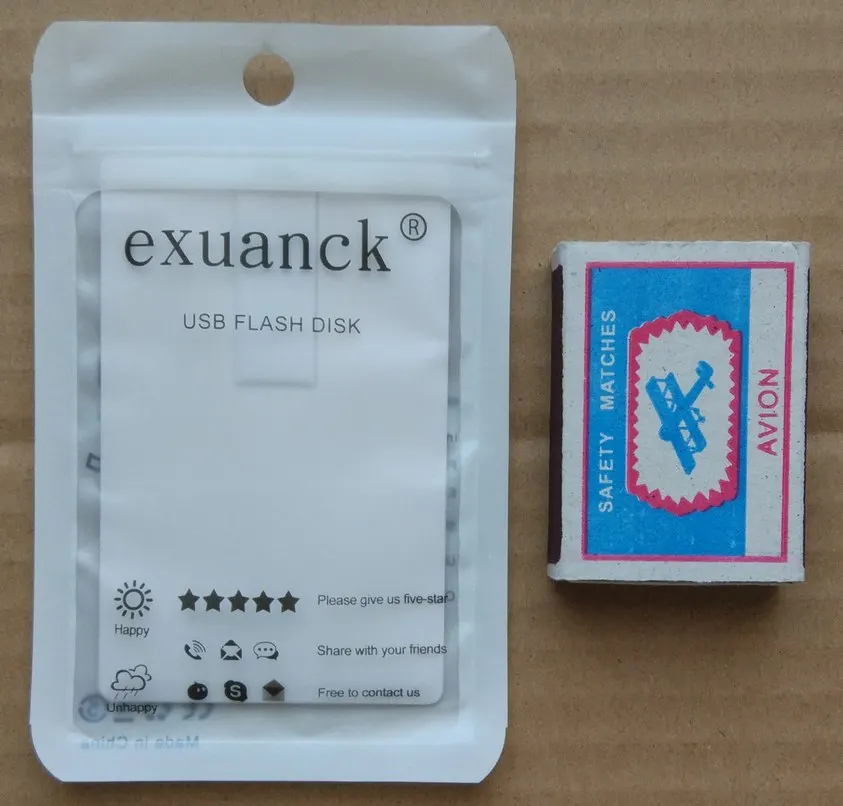 exuanck®
USB FLASH DISK
Happy
Please give us five-star
Share with your friends
Unhappy
S
Free to contact us
Made in China
SAFETY MATCHES
AVION